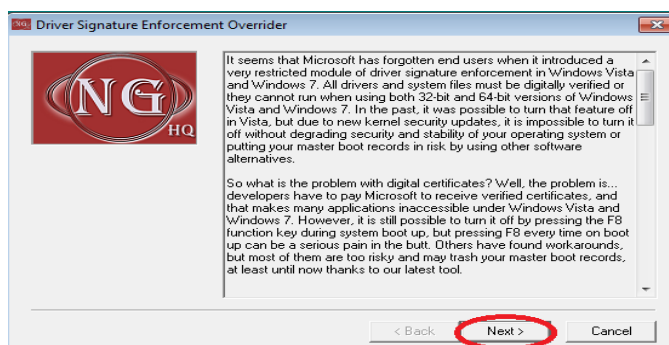 Driver Signature Enforcement Overrider
NG
HQ
It seems that Microsoft has forgotten end users when it introduced a
very restricted module of driver signature enforcement in Windows Vista
and Windows 7. All drivers and system files must be digitally verified or
they cannot run when using both 32-bit and 64-bit versions of Windows
Vista and Windows 7. In the past, it was possible to turn that feature off
in Vista, but due to new kernel security updates, it is impossible to turn it
off without degrading security and stability of your operating system or
putting your master boot records in risk by using other software
alternatives.
So what is the problem with digital certificates? Well, the problem is...
developers have to pay Microsoft to receive verified certificates, and
that makes many applications inaccessible under Windows Vista and
Windows 7. However, it is still possible to turn it off by pressing the F8
function key during system boot up, but pressing F8 every time on boot
up can be a serious pain in the butt. Others have found workarounds,
but most of them are too risky and may trash your master boot records,
at least until now thanks to our latest tool.
< Back
Next >
Cancel